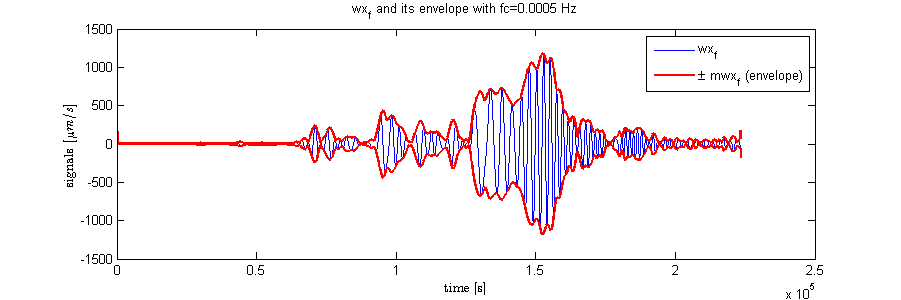 wx_f and its envelope with fc=0.0005 Hz
1500
1000
500
0
-500
-1000
-1500
signals [μm/s]
wx_f
± mwx_f (envelope)
0 0.5 1 1.5 2 2.5
x 10^5
time [s]